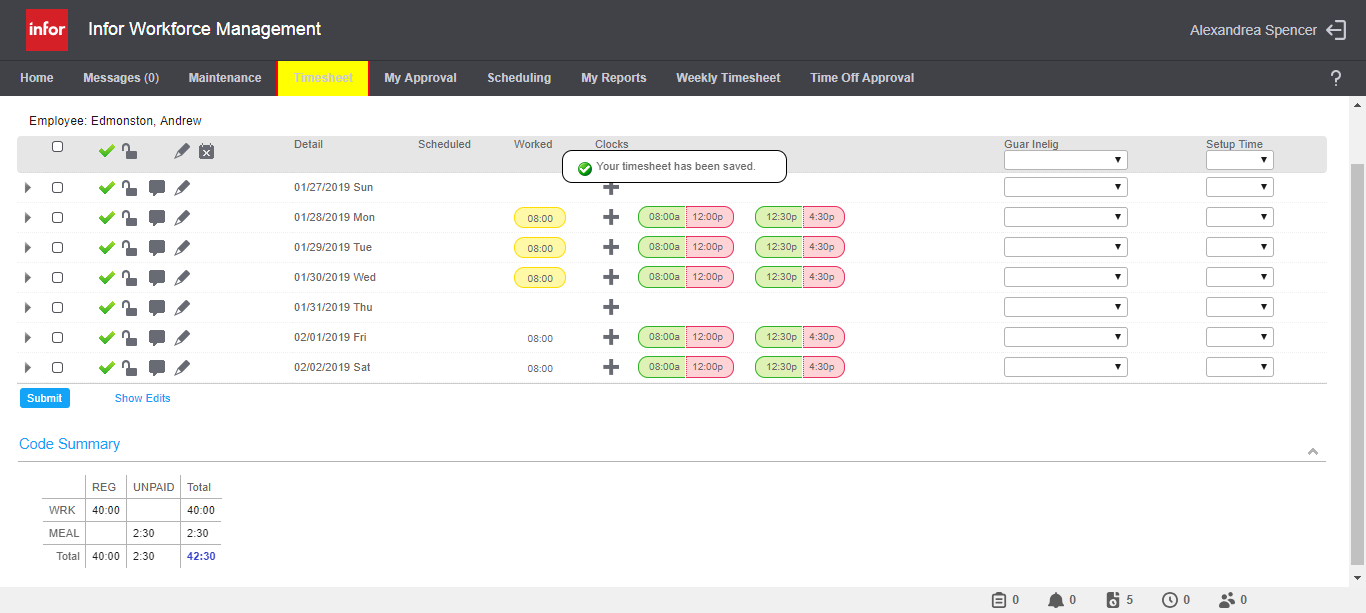 infor Infor Workforce Management Alexandrea Spencer
Home Messages (0) Maintenance Timesheet My Approval Scheduling My Reports Weekly Timesheet Time Off Approval ?
Employee: Edmonston, Andrew
Detail Scheduled Worked Clocks Guar Inelig Setup Time
Your timesheet has been saved.
01/27/2019 Sun
01/28/2019 Mon 08:00 08:00a 12:00p 12:30p 4:30p
01/29/2019 Tue 08:00 08:00a 12:00p 12:30p 4:30p
01/30/2019 Wed 08:00 08:00a 12:00p 12:30p 4:30p
01/31/2019 Thu
02/01/2019 Fri 08:00 08:00a 12:00p 12:30p 4:30p
02/02/2019 Sat 08:00 08:00a 12:00p 12:30p 4:30p
Submit Show Edits
Code Summary
REG UNPAID Total
WRK 40:00 40:00
MEAL 2:30 2:30
Total 40:00 2:30 42:30
0 0 5 0 0